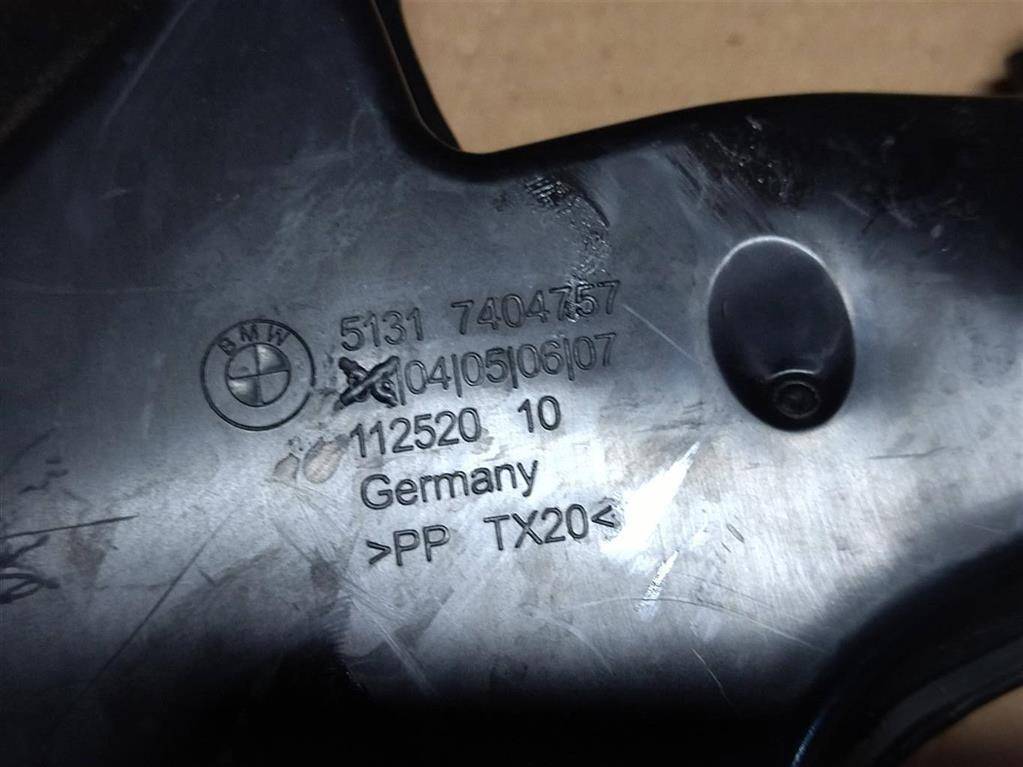 BMW
5131 7404757
|04|05|06|07
112520 10
Germany
>PP TX20<